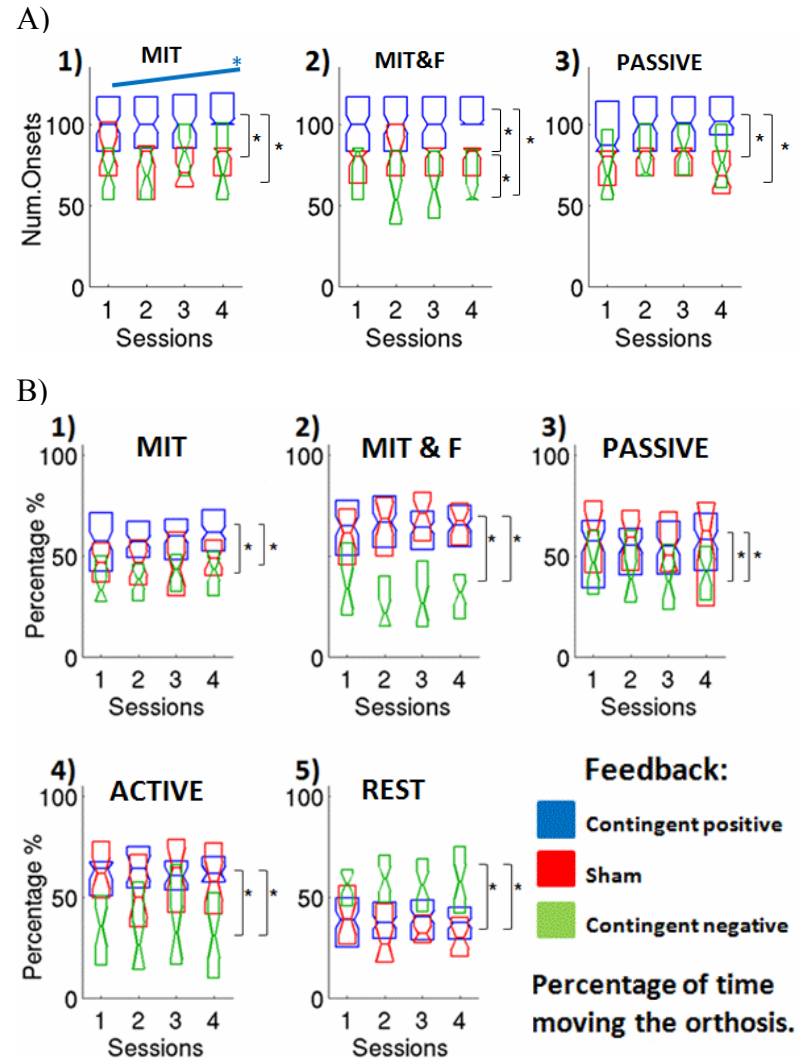 A)
1) MIT *
2) MIT&F
3) PASSIVE
Num.Onsets
100
50
0
* *
1 2 3 4
Sessions
100
50
0
* * *
1 2 3 4
Sessions
100
50
0
* *
1 2 3 4
Sessions
B)
1) MIT
2) MIT & F
3) PASSIVE
Percentage %
100
50
0
* *
1 2 3 4
Sessions
100
50
0
* *
1 2 3 4
Sessions
100
50
0
* *
1 2 3 4
Sessions
4) ACTIVE
5) REST
Percentage %
100
50
0
* *
1 2 3 4
Sessions
100
50
0
* *
1 2 3 4
Sessions
Feedback:
Contingent positive
Sham
Contingent negative
Percentage of time
moving the orthosis.